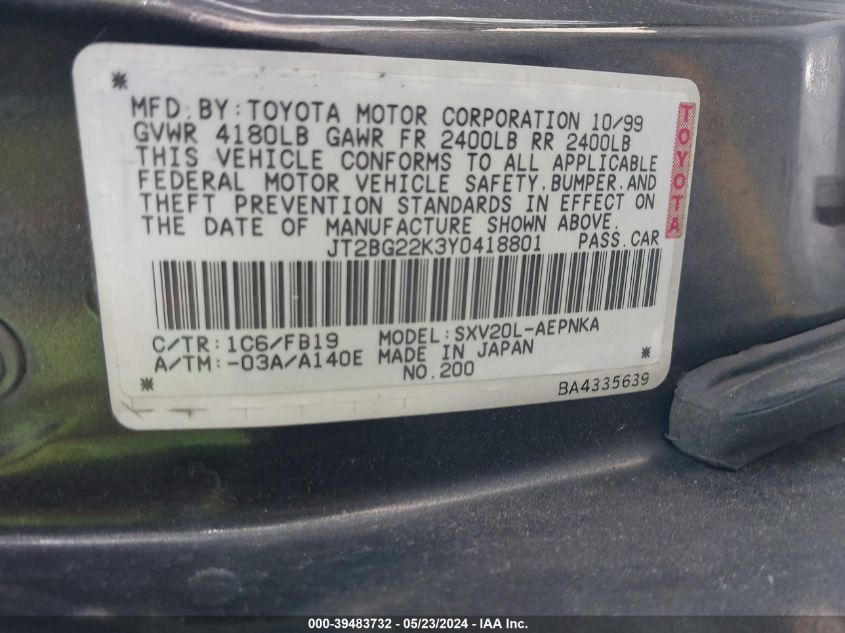 MFD. BY: TOYOTA MOTOR CORPORATION 10/99
GVWR 4180LB GAWR FR 2400LB RR 2400LB
THIS VEHICLE CONFORMS TO ALL APPLICABLE
FEDERAL MOTOR VEHICLE SAFETY, BUMPER, AND
THEFT PREVENTION STANDARDS IN EFFECT ON
THE DATE OF MANUFACTURE SHOWN ABOVE.
JT2BG22K3Y0418801 PASS. CAR
TOYOTA
C/TR: 1C6/FB19 MODEL: SXV20L-AEPNKA
A/TM: -03A/A140E MADE IN JAPAN
NO. 200
BA4335639
000-39483732 / 05/23/2024 - IAA Inc.